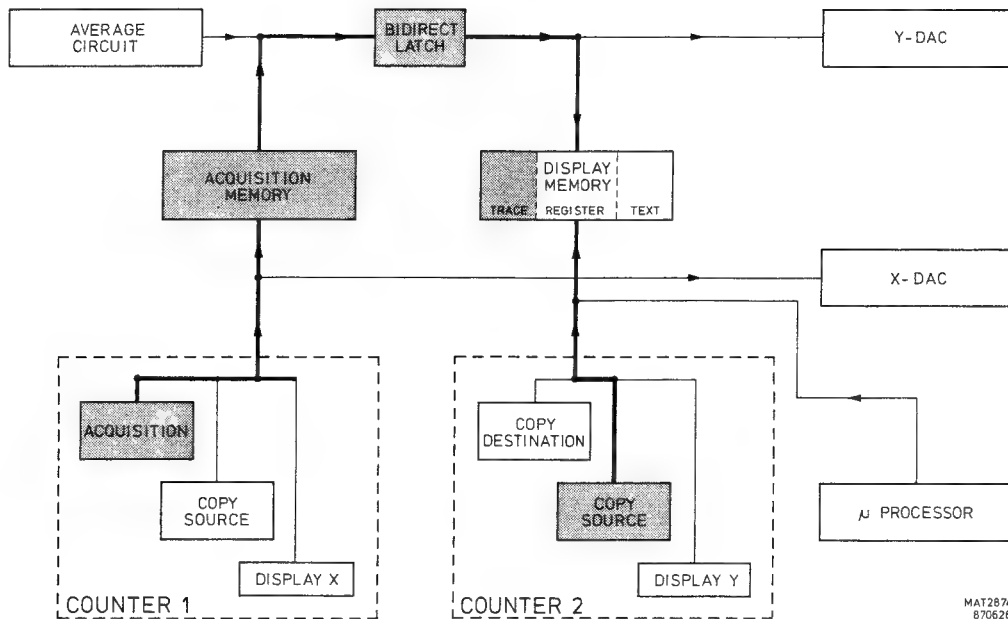 AVERAGE
CIRCUIT
BIDIRECT
LATCH
Y-DAC
ACQUISITION
MEMORY
DISPLAY
MEMORY
TRACE
REGISTER
TEXT
X-DAC
ACQUISITION
COPY
SOURCE
DISPLAY X
COUNTER 1
COPY
DESTINATION
COPY
SOURCE
DISPLAY Y
COUNTER 2
μ PROCESSOR